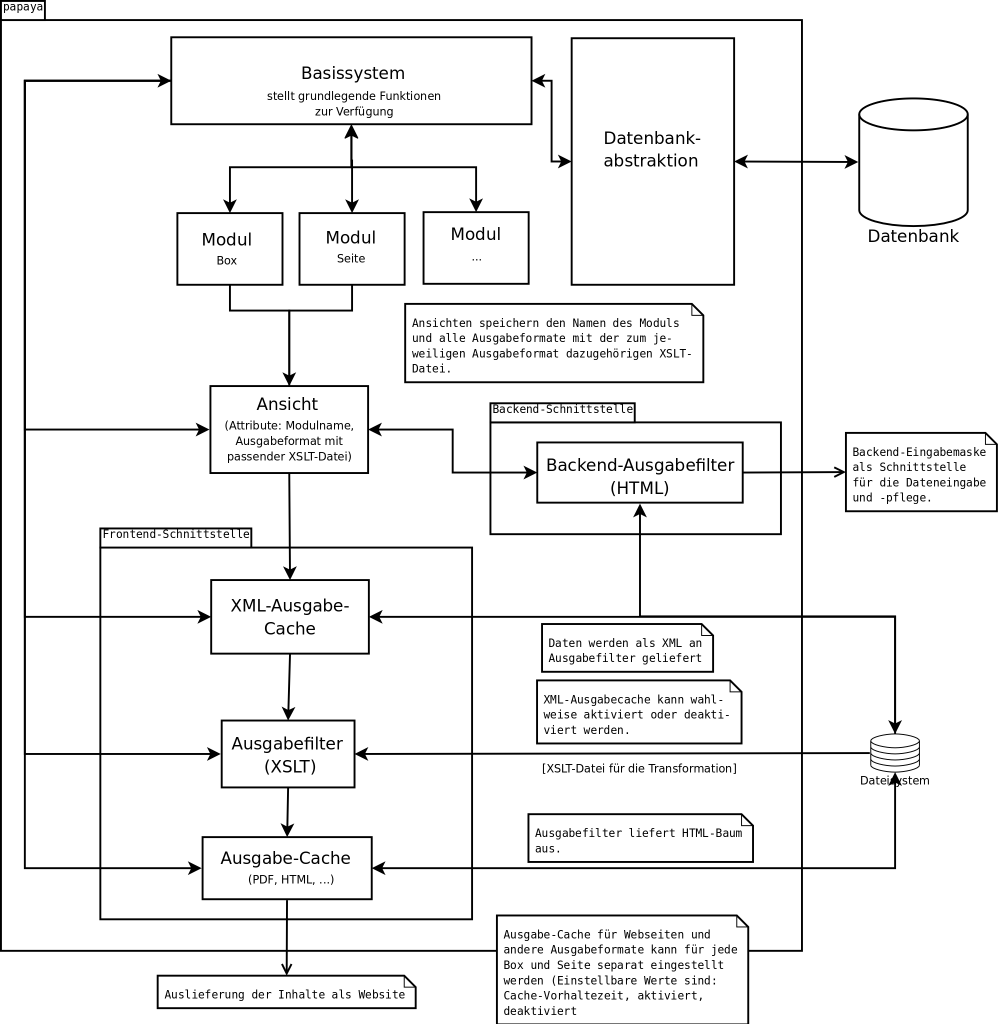 papaya
Basissystem
stellt grundlegende Funktionen
zur Verfügung
Datenbank-
abstraktion
Datenbank
Modul
Box
Modul
Seite
Modul
...
Ansichten speichern den Namen des Moduls
und alle Ausgabeformate mit der zum je-
weiligen Ausgabeformat dazugehörigen XSLT-
Datei.
Ansicht
(Attribute: Modulname,
Ausgabeformat mit
passender XSLT-Datei)
Backend-Schnittstelle
Backend-Ausgabefilter
(HTML)
Backend-Eingabemaske
als Schnittstelle
für die Dateneingabe
und -pflege.
Frontend-Schnittstelle
XML-Ausgabe-
Cache
Daten werden als XML an
Ausgabefilter geliefert
XML-Ausgabecache kann wahl-
weise aktiviert oder deakti-
viert werden.
Ausgabefilter
(XSLT)
[XSLT-Datei für die Transformation]
Dateisystem
Ausgabefilter liefert HTML-Baum
aus.
Ausgabe-Cache
(PDF, HTML, ...)
Ausgabe-Cache für Webseiten und
andere Ausgabeformate kann für jede
Box und Seite separat eingestellt
werden (Einstellbare Werte sind:
Cache-Vorhaltezeit, aktiviert,
deaktiviert
Auslieferung der Inhalte als Website